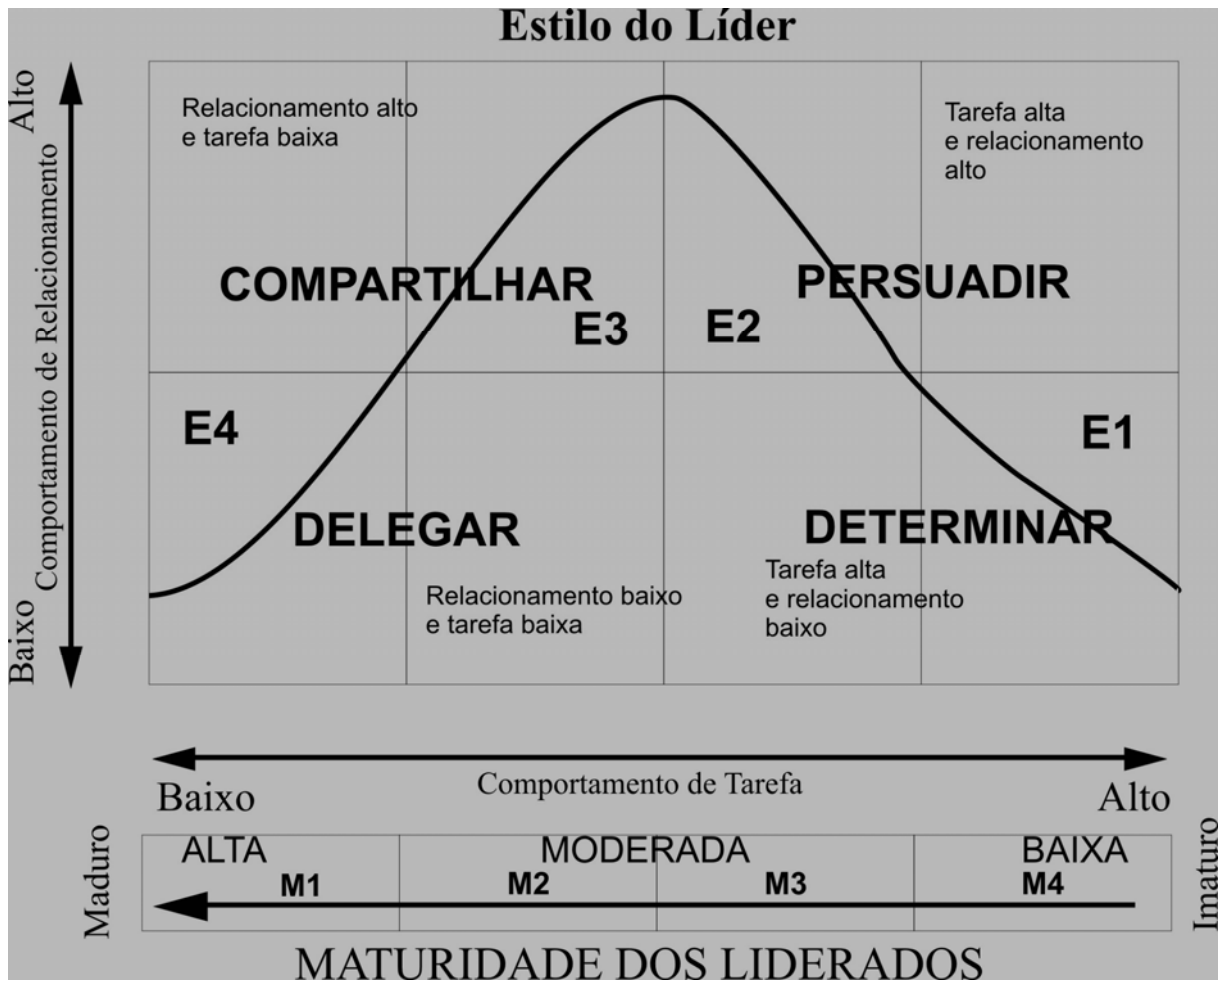 Estilo do Líder
Alto
Comportamento de Relacionamento
Baixo
Relacionamento alto
e tarefa baixa
Tarefa alta
e relacionamento
alto
COMPARTILHAR
E3
PERSUADIR
E2
E4
DELEGAR
Relacionamento baixo
e tarefa baixa
E1
DETERMINAR
Tarefa alta
e relacionamento
baixo
Baixo
Comportamento de Tarefa
Alto
Maduro
ALTA
MODERADA
BAIXA
M1
M2
M3
M4
Imaturo
MATURIDADE DOS LIDERADOS